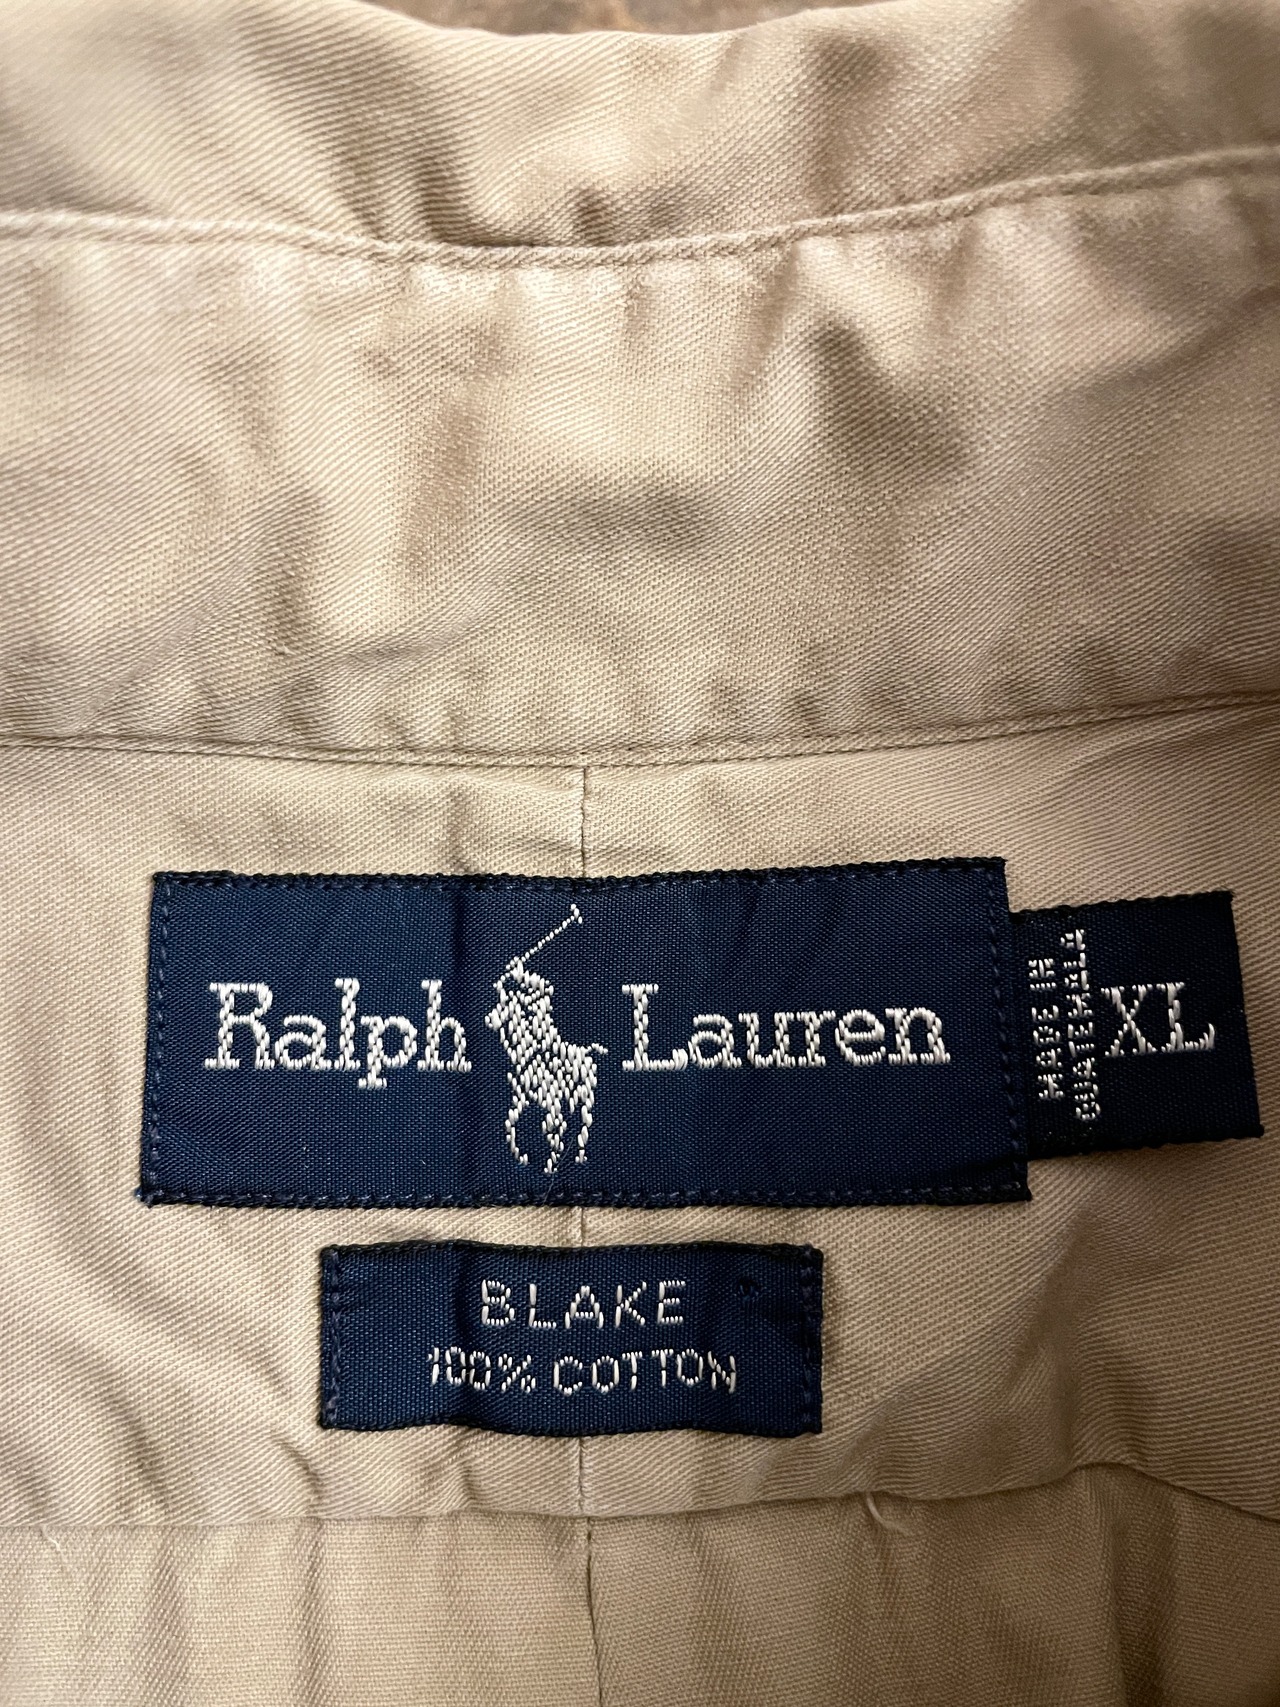 Ralph Lauren
MADE IN
GUATEMALA
XL
BLAKE
100% COTTON